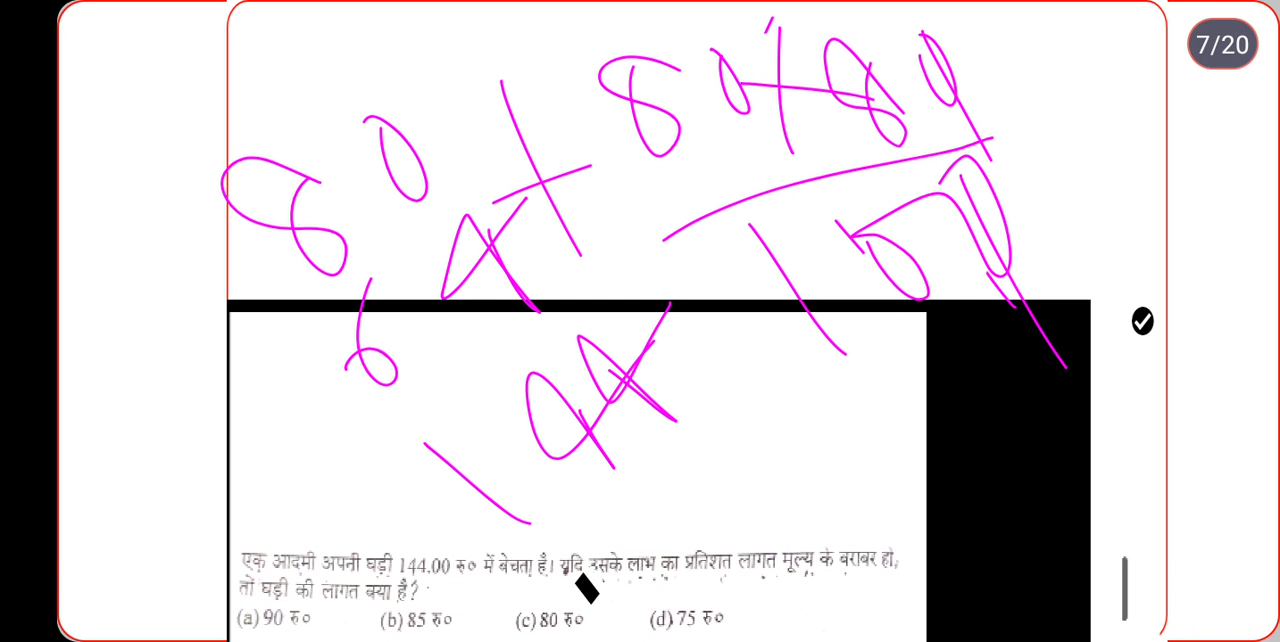 7/20
80 + 80×80
100
64
144
एक आदमी अपनी घड़ी 144.00 रु० में बेचता है। यदि उसके लाभ का प्रतिशत लागत मूल्य के बराबर हो,
तो घड़ी की लागत क्या है?
(a) 90 रु० (b) 85 रु० (c) 80 रु० (d) 75 रु०